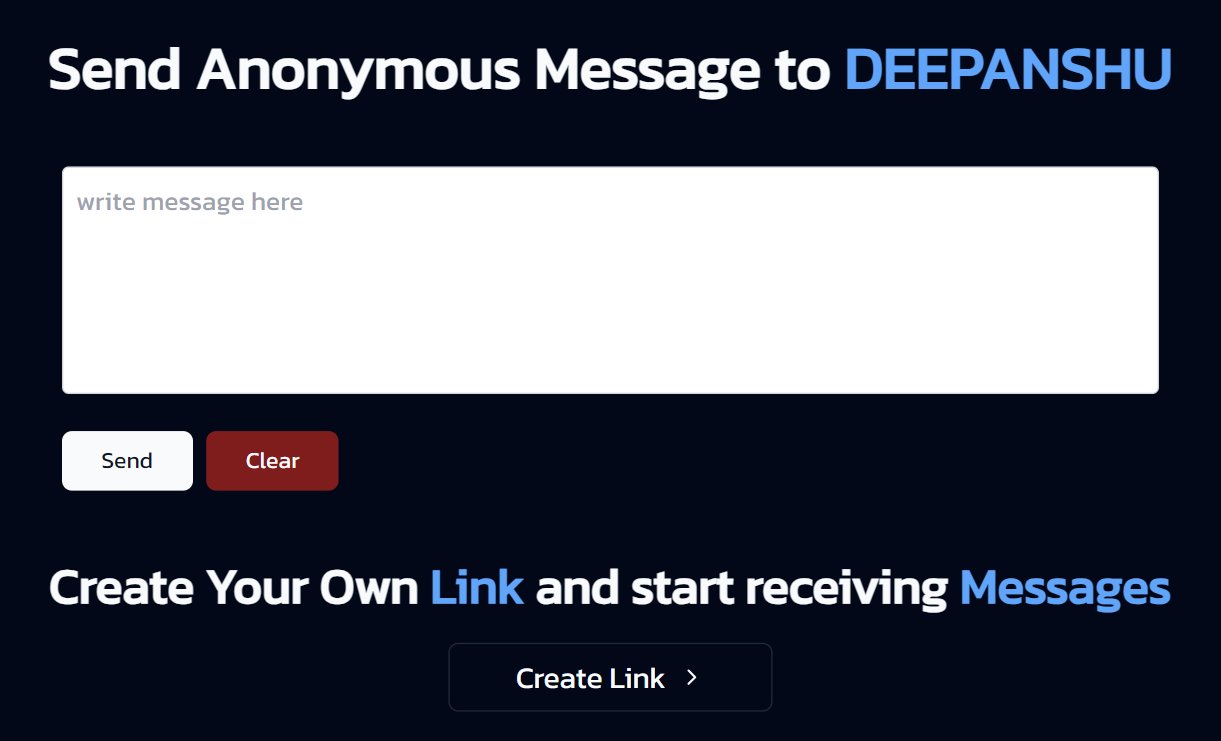 Send Anonymous Message to DEEPANSHU
write message here
Send Clear
Create Your Own Link and start receiving Messages
Create Link